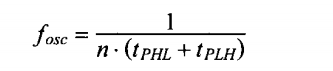 f_osc = 1 / n · (t_PHL + t_PLH)